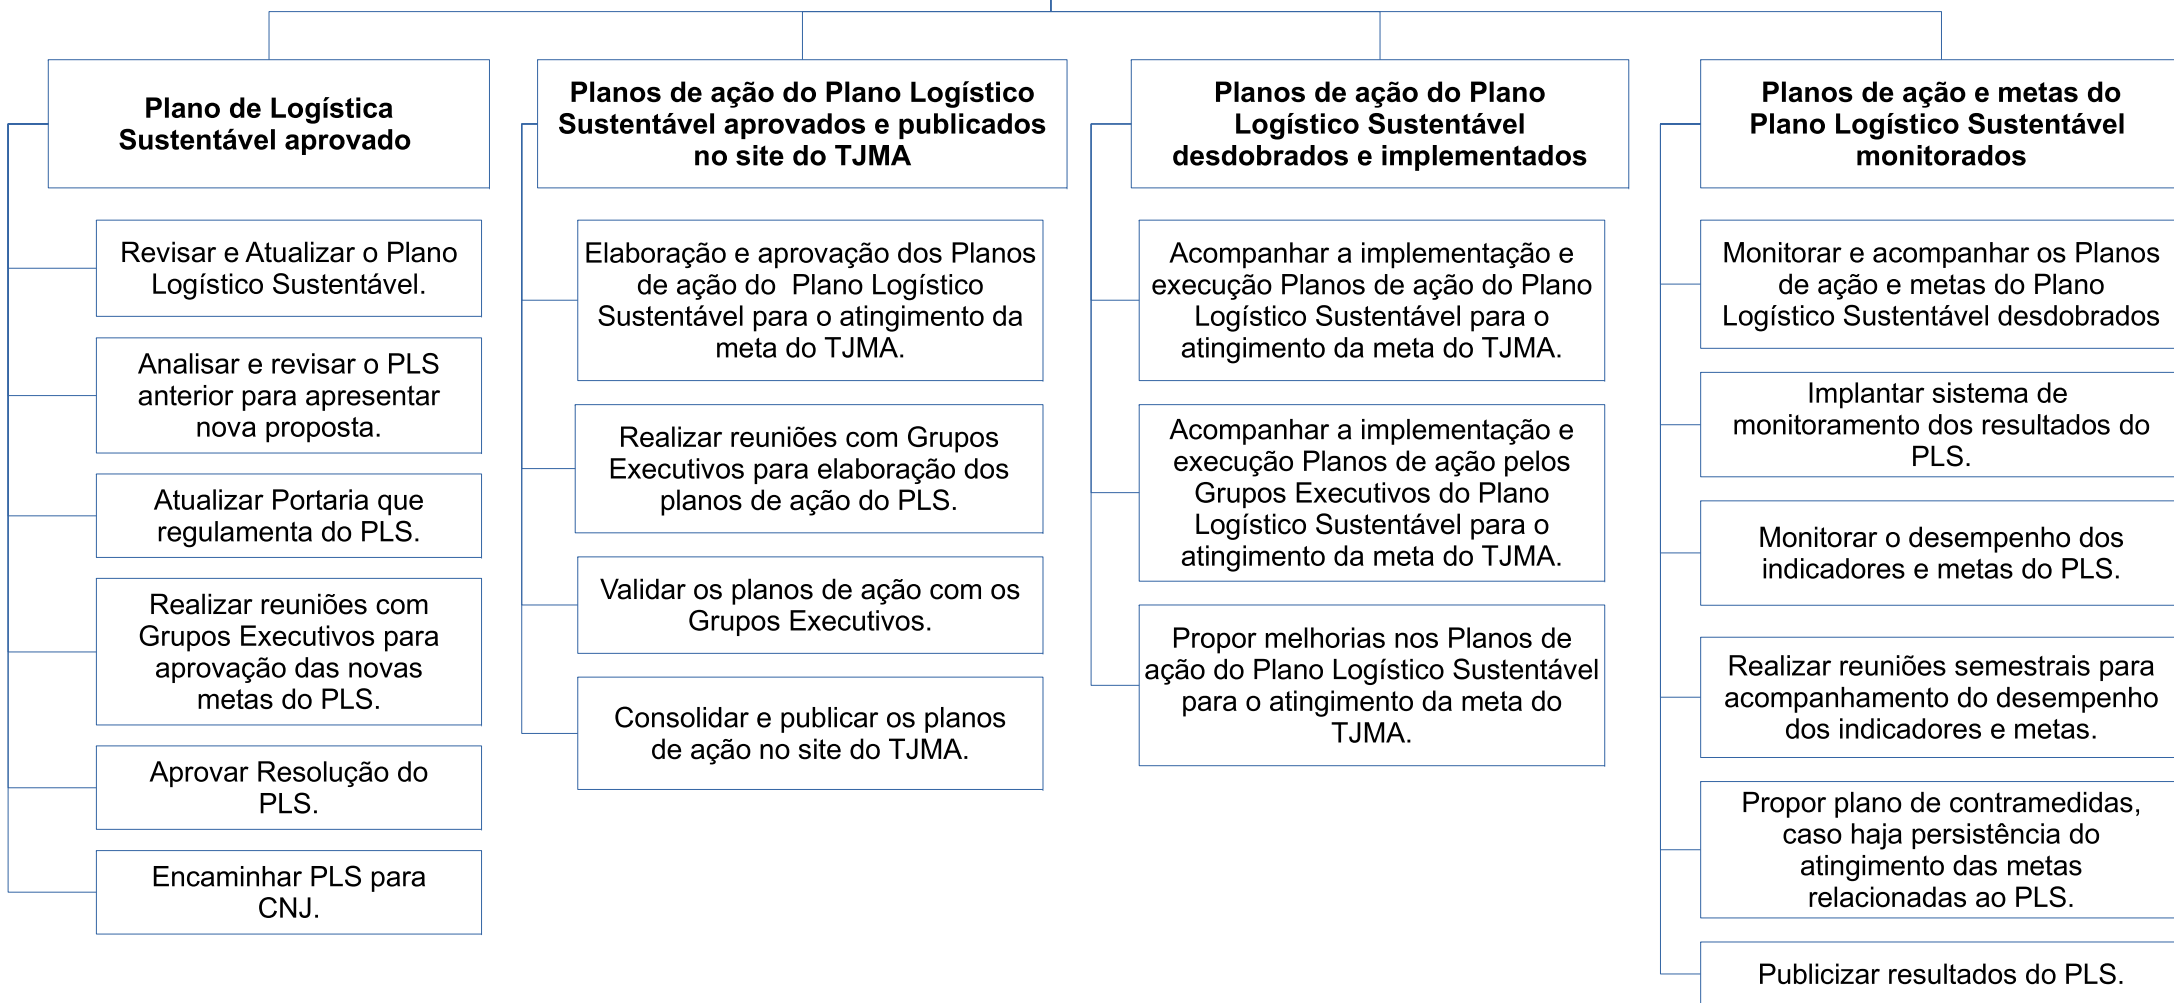 Plano de Logística
Sustentável aprovado
Revisar e Atualizar o Plano
Logístico Sustentável.
Analisar e revisar o PLS
anterior para apresentar
nova proposta.
Atualizar Portaria que
regulamenta do PLS.
Realizar reuniões com
Grupos Executivos para
aprovação das novas
metas do PLS.
Aprovar Resolução do
PLS.
Encaminhar PLS para
CNJ.
Planos de ação do Plano Logístico
Sustentável aprovados e publicados
no site do TJMA
Elaboração e aprovação dos Planos
de ação do  Plano Logístico
Sustentável para o atingimento da
meta do TJMA.
Realizar reuniões com Grupos
Executivos para elaboração dos
planos de ação do PLS.
Validar os planos de ação com os
Grupos Executivos.
Consolidar e publicar os planos
de ação no site do TJMA.
Planos de ação do Plano
Logístico Sustentável
desdobrados e implementados
Acompanhar a implementação e
execução Planos de ação do Plano
Logístico Sustentável para o
atingimento da meta do TJMA.
Acompanhar a implementação e
execução Planos de ação pelos
Grupos Executivos do Plano
Logístico Sustentável para o
atingimento da meta do TJMA.
Propor melhorias nos Planos de
ação do Plano Logístico Sustentável
para o atingimento da meta do
TJMA.
Planos de ação e metas do
Plano Logístico Sustentável
monitorados
Monitorar e acompanhar os Planos
de ação e metas do Plano
Logístico Sustentável desdobrados
Implantar sistema de
monitoramento dos resultados do
PLS.
Monitorar o desempenho dos
indicadores e metas do PLS.
Realizar reuniões semestrais para
acompanhamento do desempenho
dos indicadores e metas.
Propor plano de contramedidas,
caso haja persistência do
atingimento das metas
relacionadas ao PLS.
Publicizar resultados do PLS.